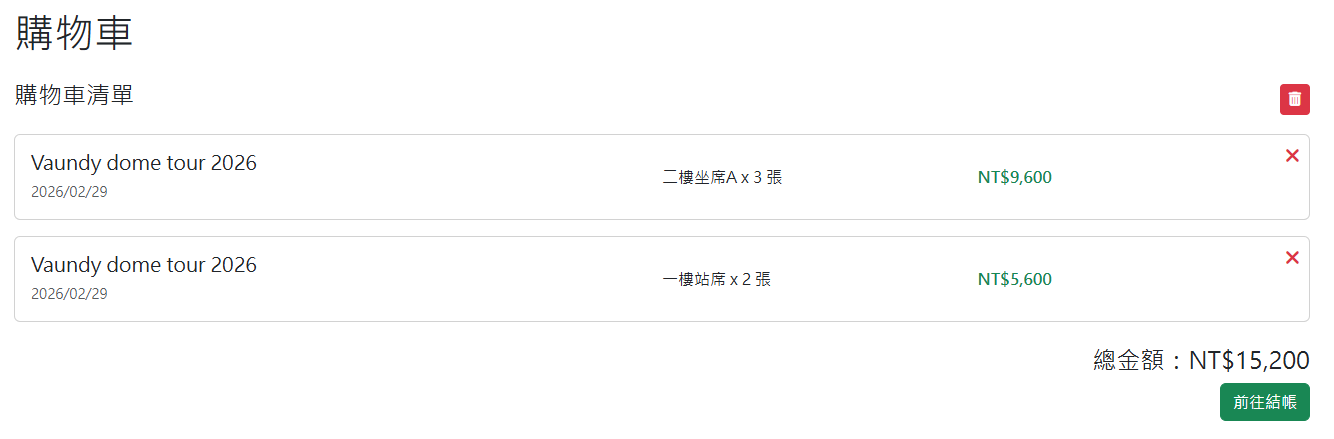 購物車
購物車清單
Vaundy dome tour 2026
2026/02/29
二樓坐席A x 3 張
NT$9,600
Vaundy dome tour 2026
2026/02/29
一樓站席 x 2 張
NT$5,600
總金額：NT$15,200
前往結帳